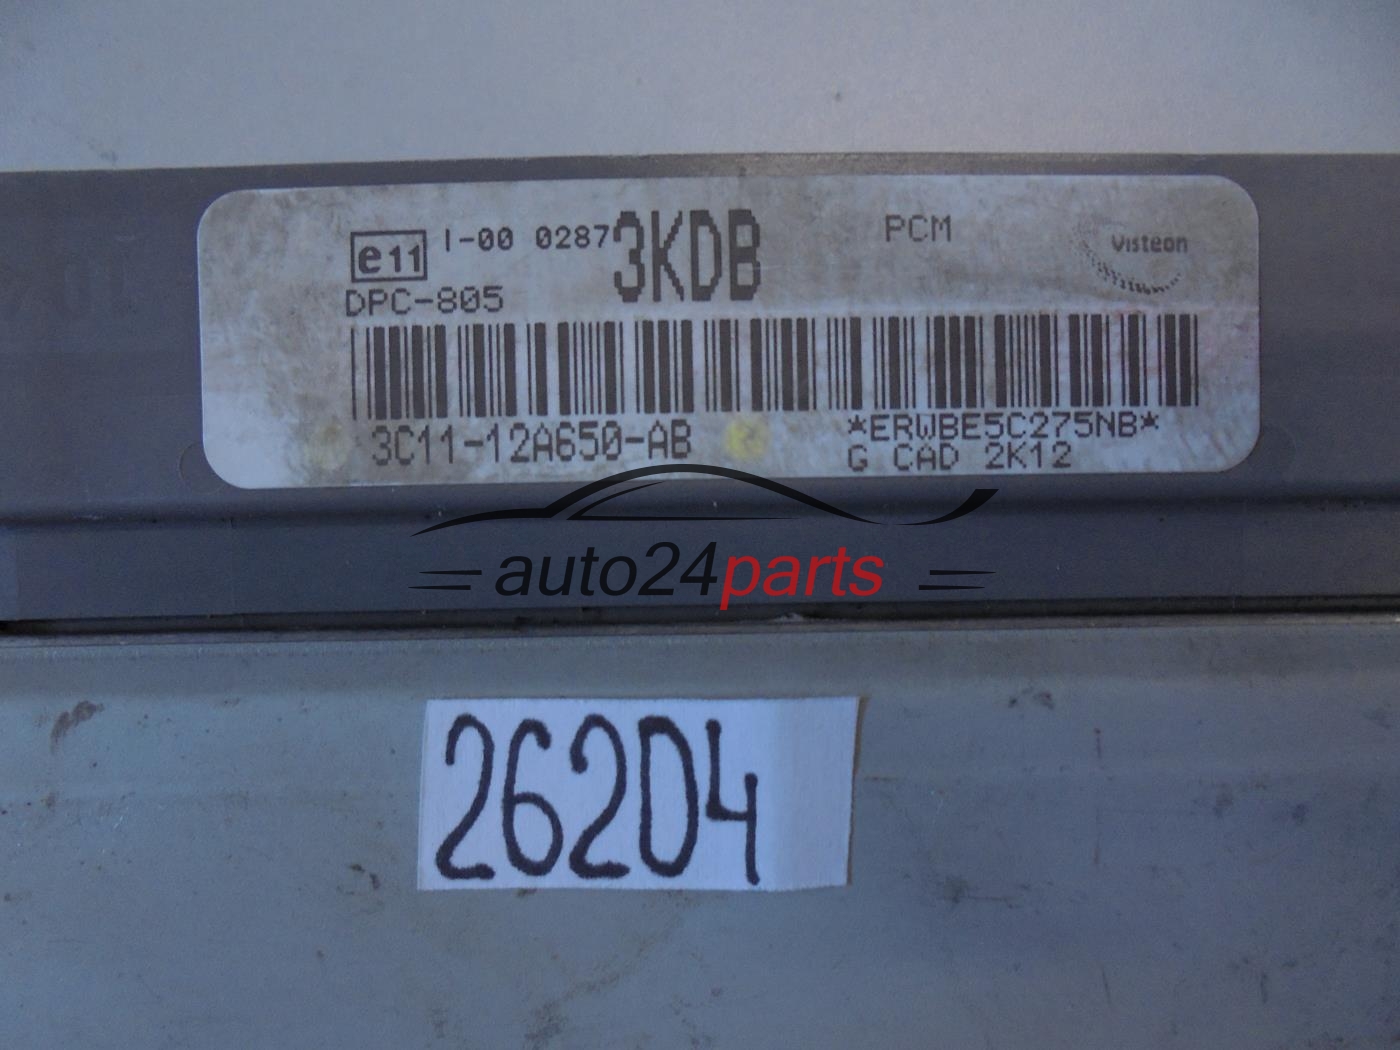 e11 I-00 0287 3KDB PCM Visteon
DPC-805
3C11-12A650-AB *ERWBE5C275NB*
G CAD 2K12
auto24parts
26204